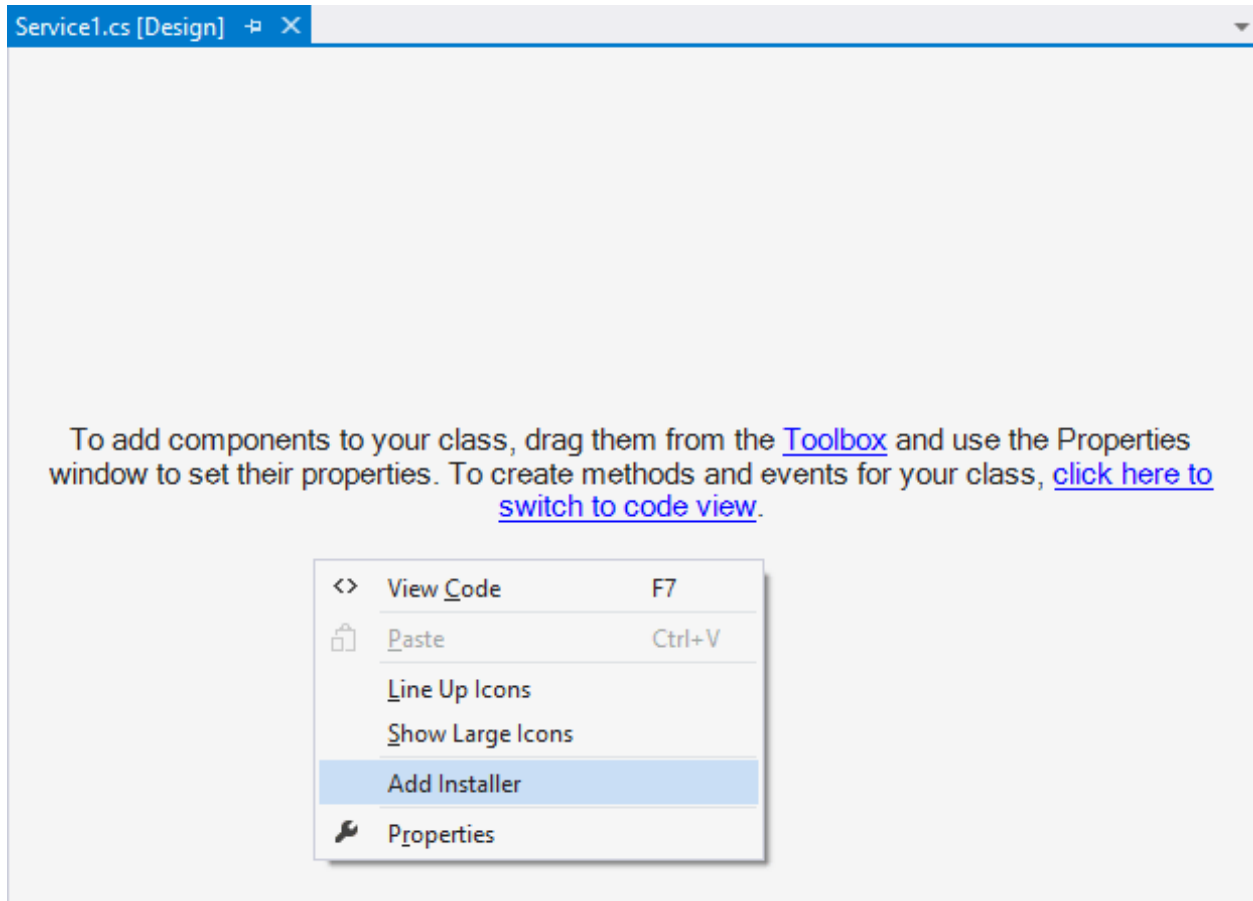 Service1.cs [Design]
To add components to your class, drag them from the Toolbox and use the Properties
window to set their properties. To create methods and events for your class, click here to
switch to code view.
View Code F7
Paste Ctrl+V
Line Up Icons
Show Large Icons
Add Installer
Properties